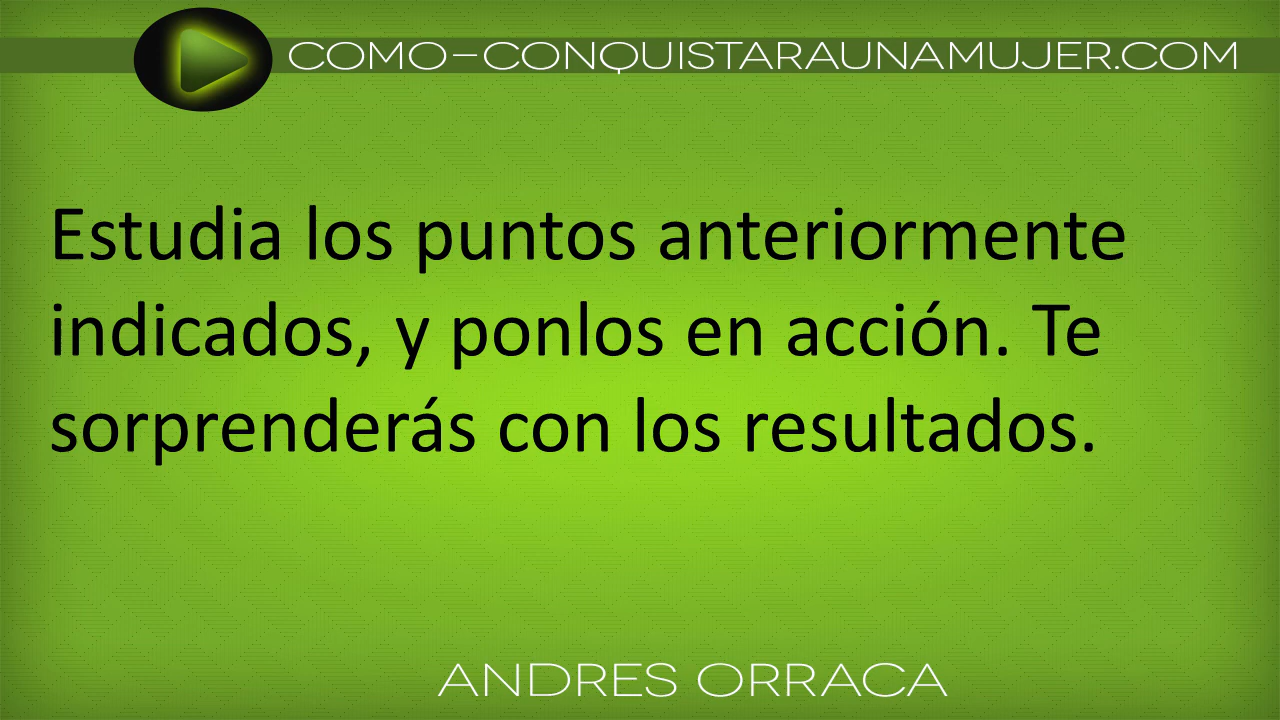 COMO-CONQUISTARAUNAMUJER.COM
Estudia los puntos anteriormente
indicados, y ponlos en acción. Te
sorprenderás con los resultados.
ANDRES ORRACA